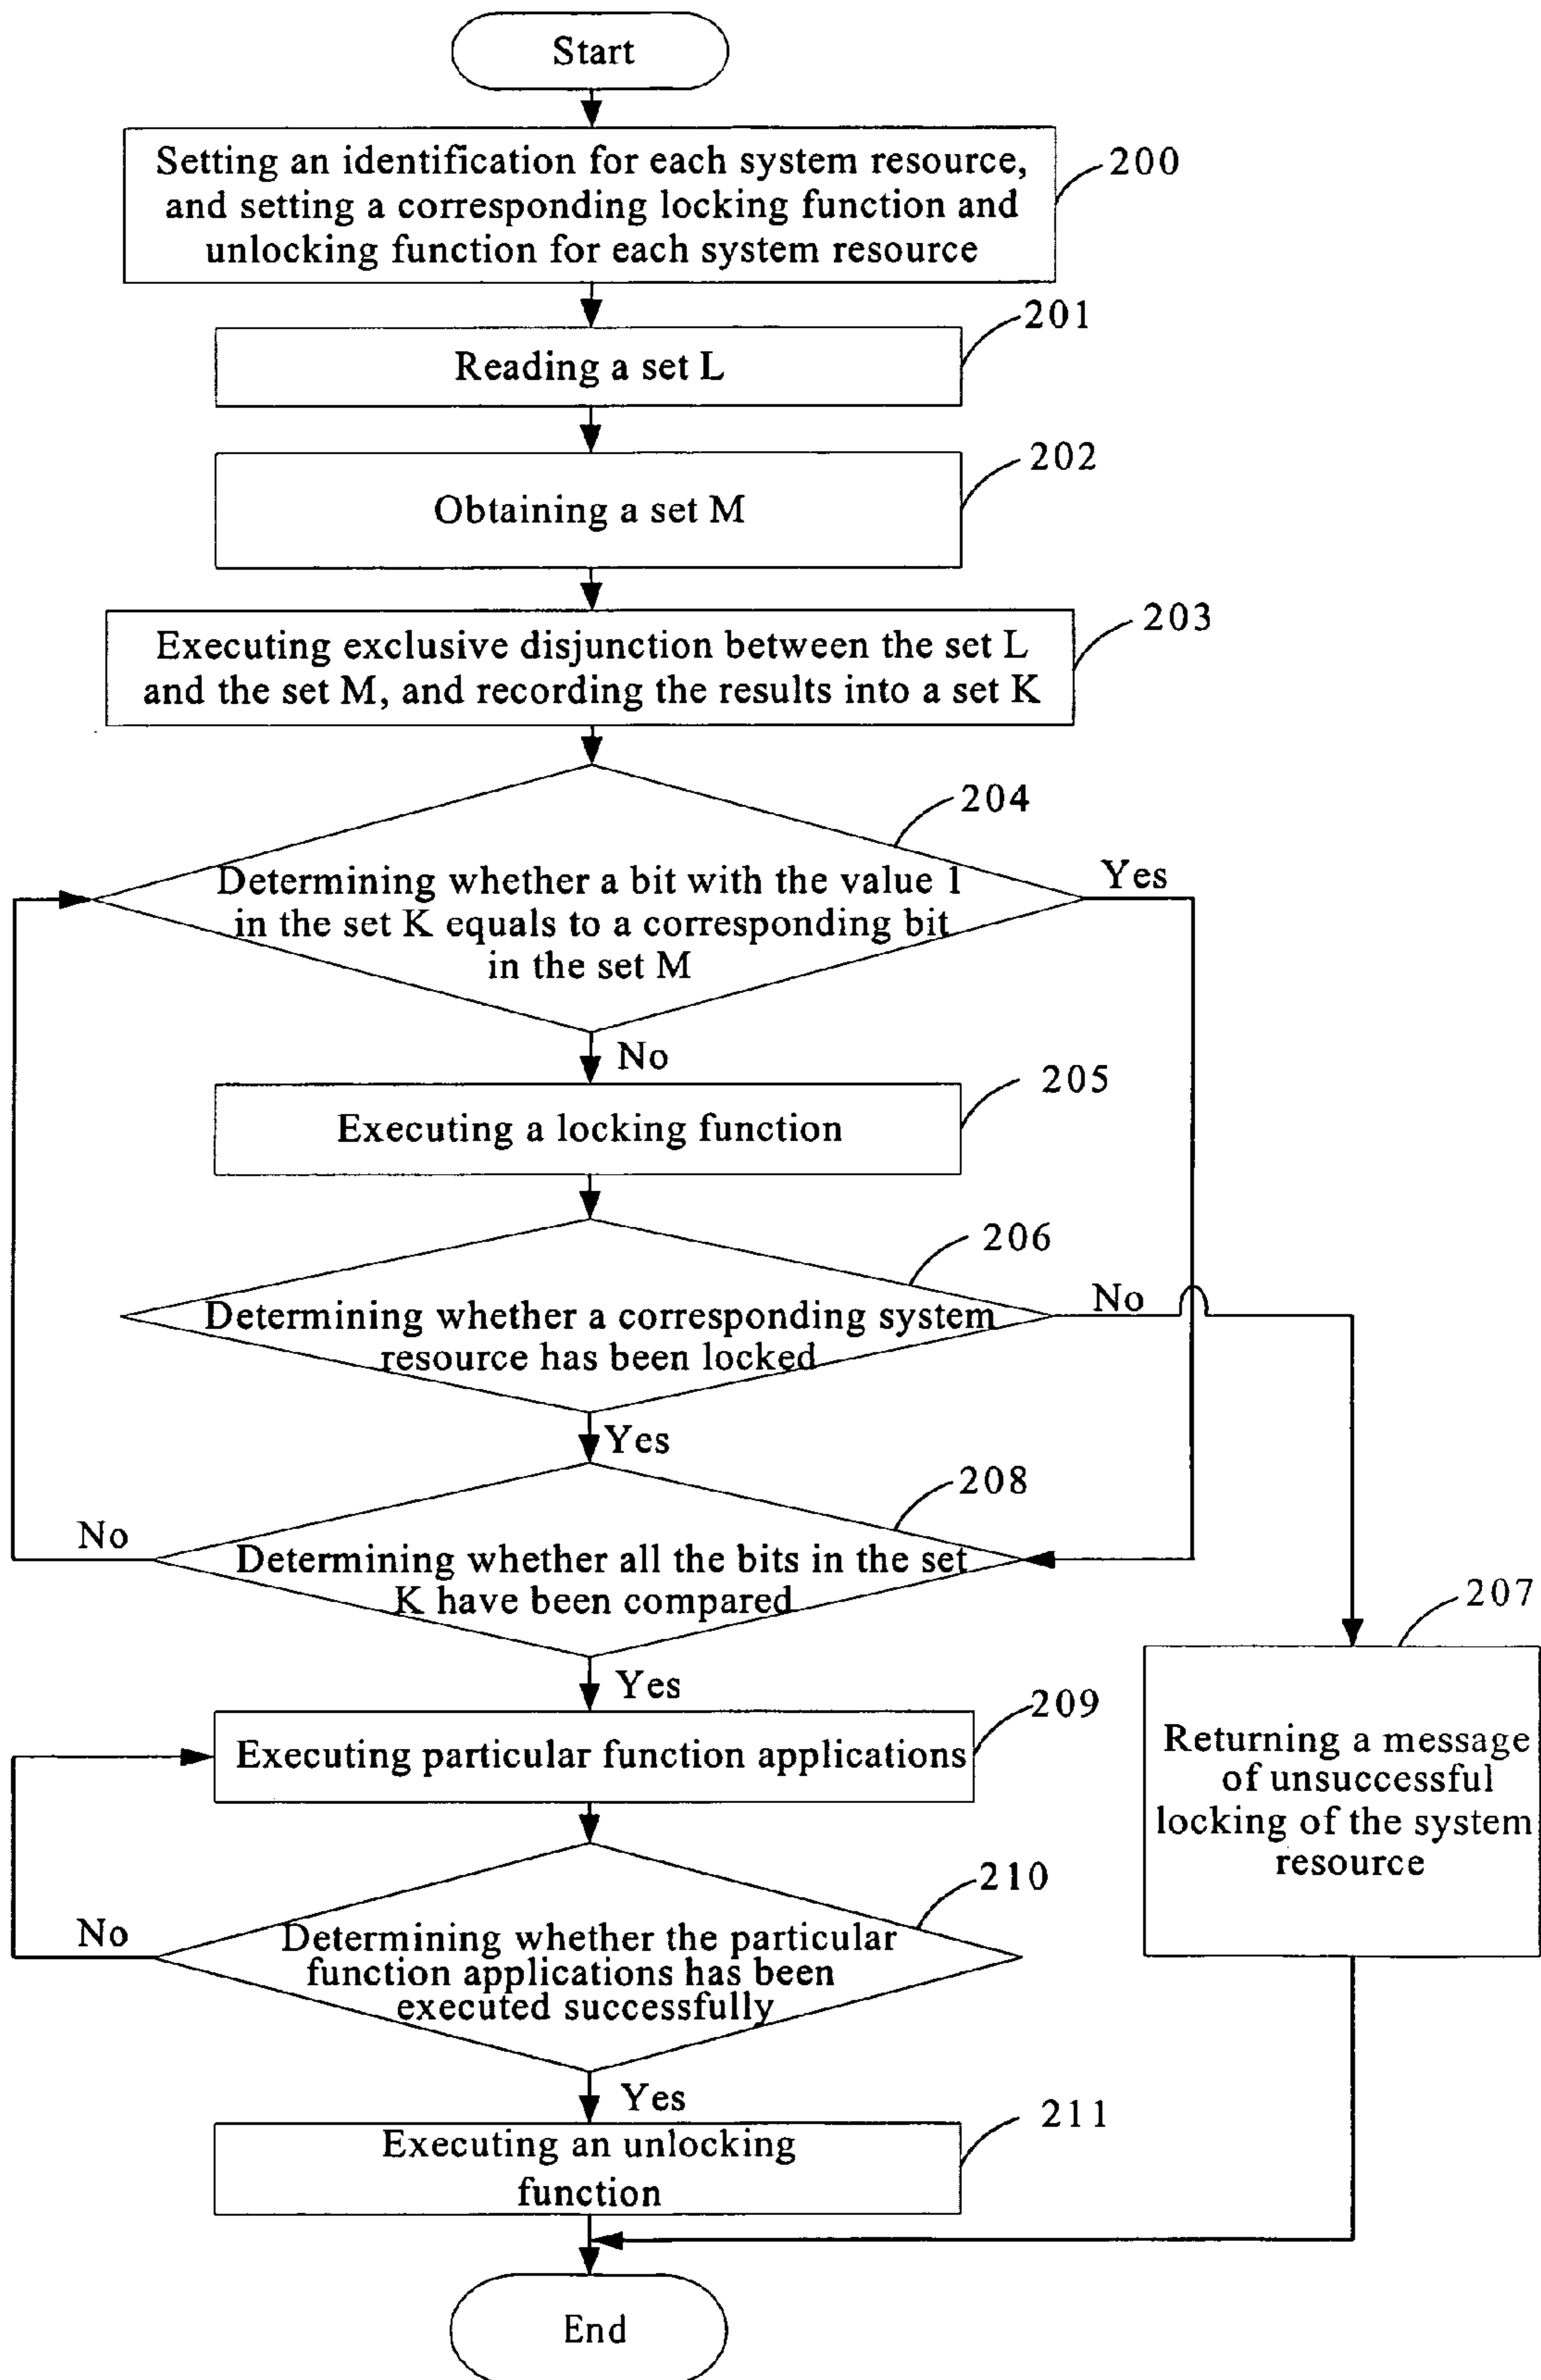 Start
Setting an identification for each system resource,
and setting a corresponding locking function and
unlocking function for each system resource
200
201
Reading a set L
202
Obtaining a set M
203
Executing exclusive disjunction between the set L
and the set M, and recording the results into a set K
204
Determining whether a bit with the value 1
in the set K equals to a corresponding bit
in the set M
Yes
No
205
Executing a locking function
206
Determining whether a corresponding system
resource has been locked
No
Yes
208
Determining whether all the bits in the set
K have been compared
No
Yes
207
Returning a message
of unsuccessful
locking of the system
resource
209
Executing particular function applications
210
Determining whether the particular
function applications has been
executed successfully
No
Yes
211
Executing an unlocking
function
End